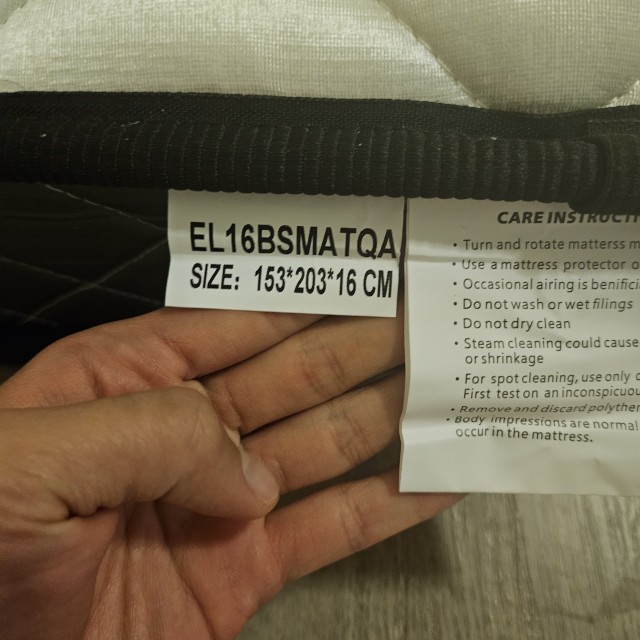 EL16BSMATQA
SIZE: 153*203*16 CM
CARE INSTRUCTI
• Turn and rotate matterss m
• Use a mattress protector o
• Occasional airing is benifici
• Do not wash or wet filings
• Do not dry clean
• Steam cleaning could cause
or shrinkage
• For spot cleaning, use only
First test on an inconspicuou
• Remove and discard polyther
• Body impressions are normal
occur in the mattress.